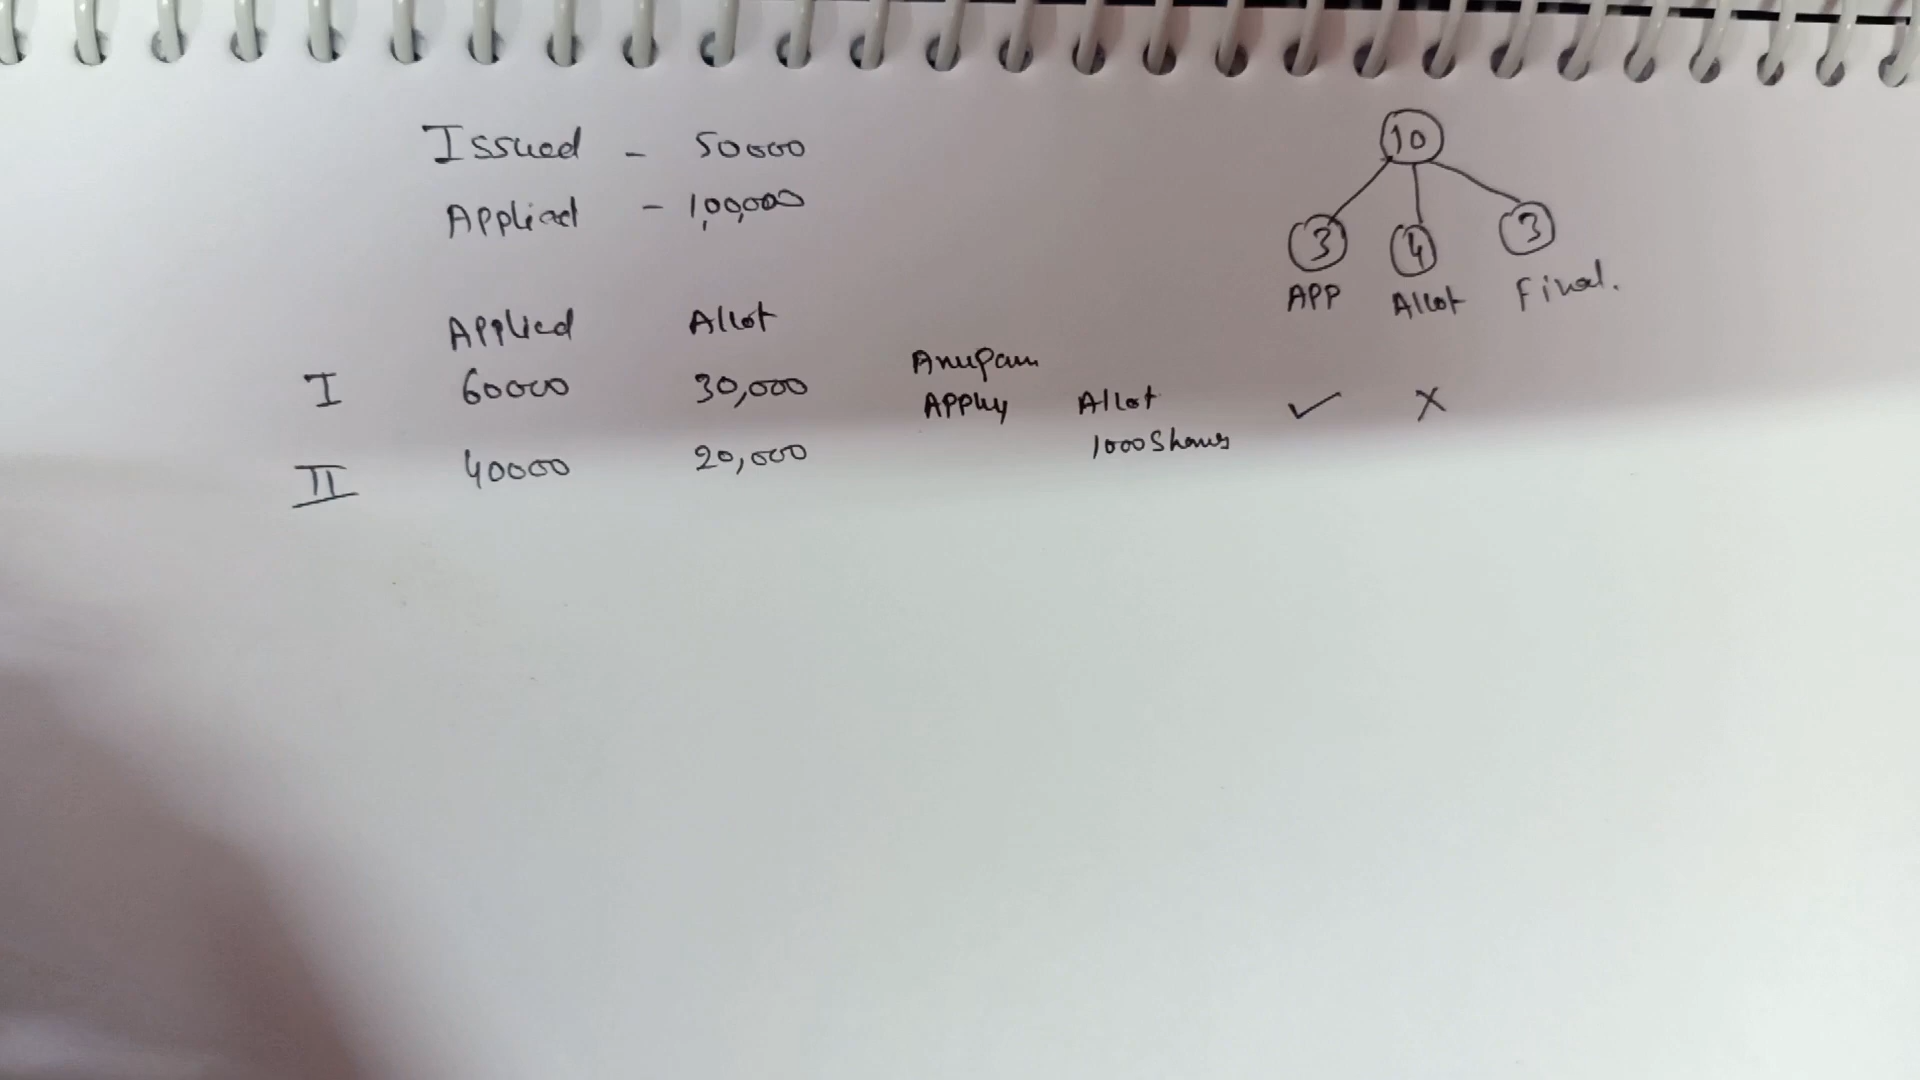 Issued - 50000
Applied - 1,00,000
10
3 4 3
APP Allot Final.
Applied Allot
I 60000 30,000
II 40000 20,000
Anupam
Apply Allot ✓ X
1000 Shares